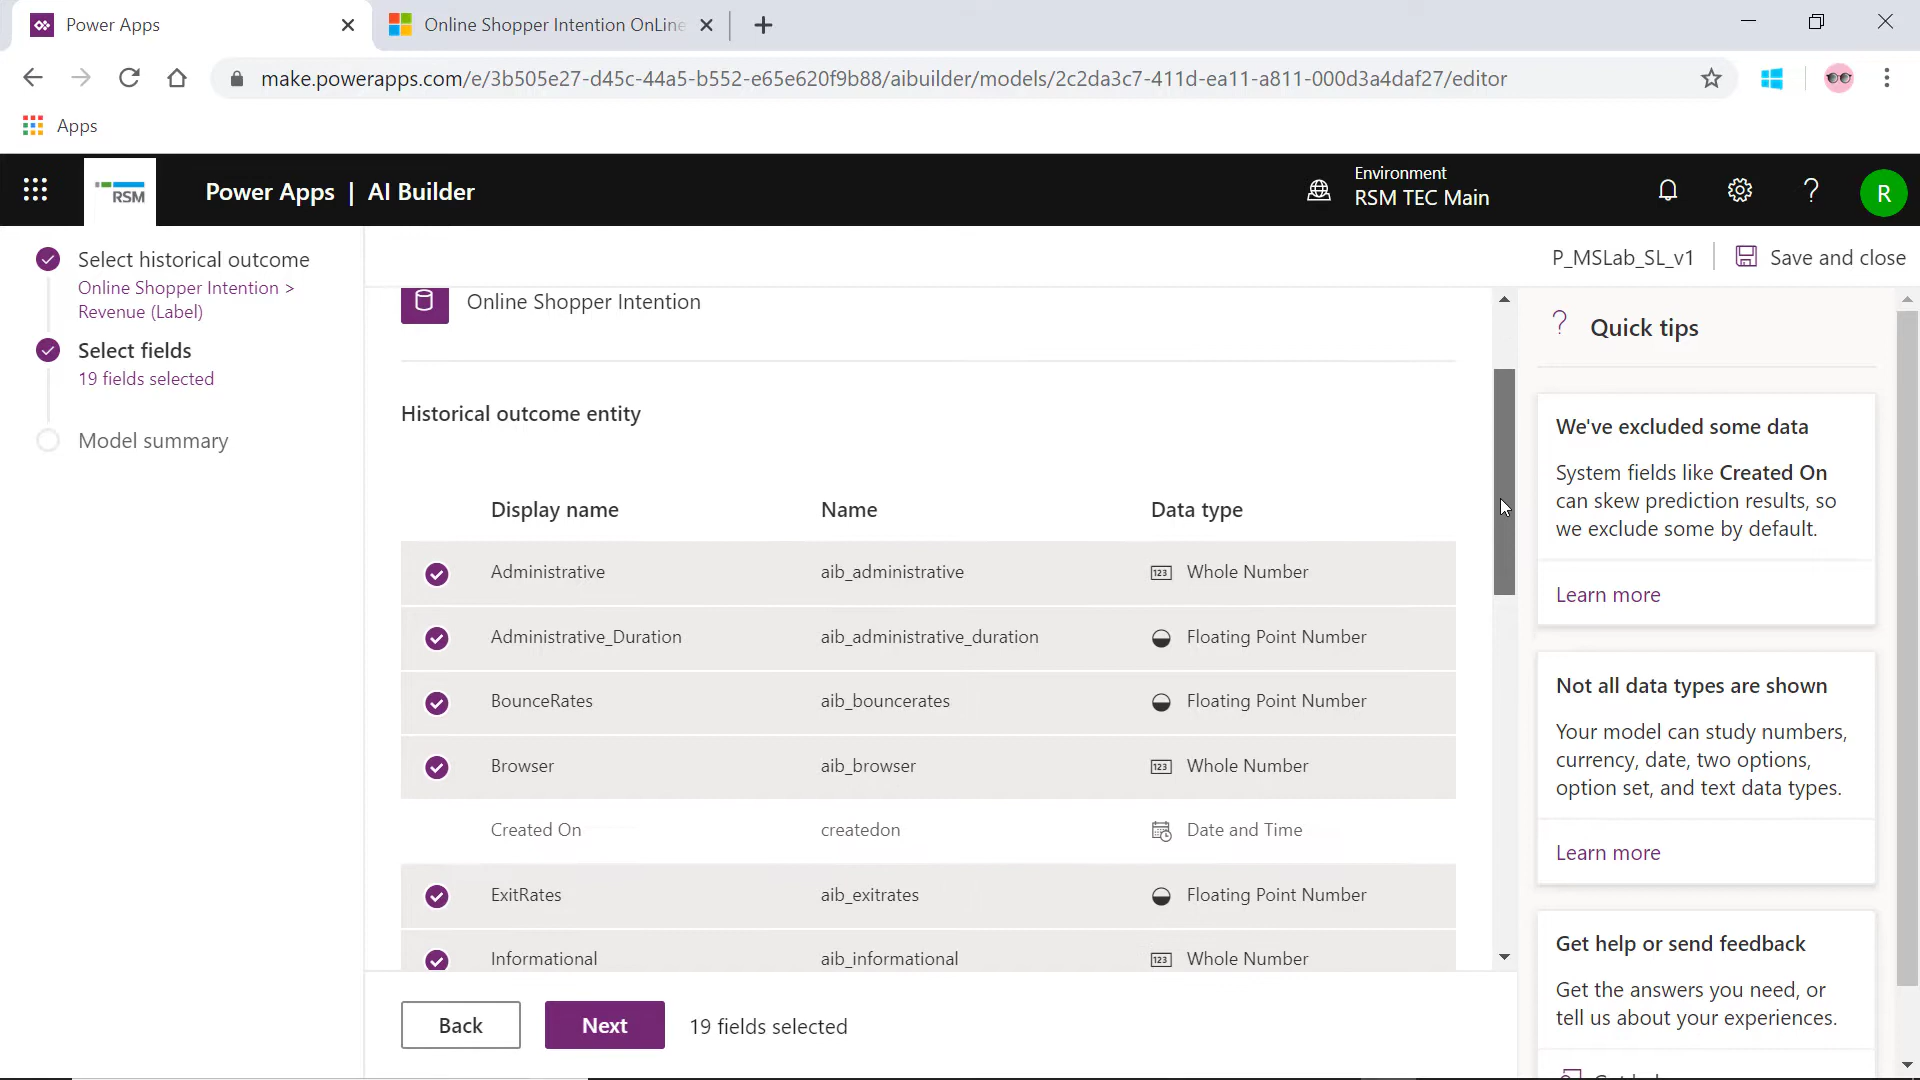 Power Apps
Online Shopper Intention OnLine
make.powerapps.com/e/3b505e27-d45c-44a5-b552-e65e620f9b88/aibuilder/models/2c2da3c7-411d-ea11-a811-000d3a4daf27/editor
Apps
RSM
Power Apps | AI Builder
Environment
RSM TEC Main
?
R
Select historical outcome
Online Shopper Intention >
Revenue (Label)
Select fields
19 fields selected
Model summary
P_MSLab_SL_v1
Save and close
Online Shopper Intention
Historical outcome entity
Display name Name Data type
Administrative aib_administrative 123 Whole Number
Administrative_Duration aib_administrative_duration Floating Point Number
BounceRates aib_bouncerates Floating Point Number
Browser aib_browser 123 Whole Number
Created On createdon Date and Time
ExitRates aib_exitrates Floating Point Number
Informational aib_informational 123 Whole Number
Back
Next
19 fields selected
? Quick tips
We've excluded some data
System fields like Created On
can skew prediction results, so
we exclude some by default.
Learn more
Not all data types are shown
Your model can study numbers,
currency, date, two options,
option set, and text data types.
Learn more
Get help or send feedback
Get the answers you need, or
tell us about your experiences.